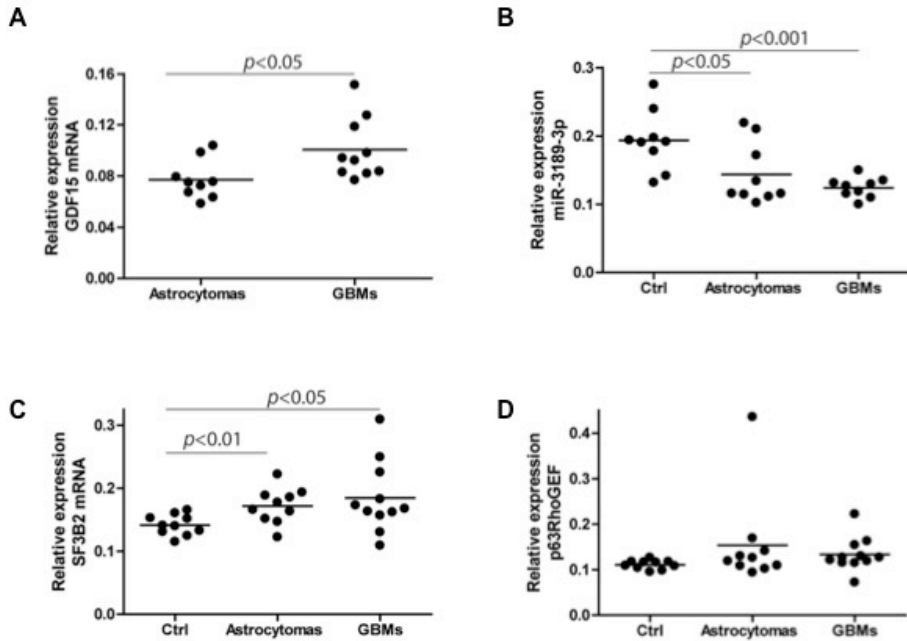 A
p<0.05
Relative expression
GDF15 mRNA
0.16
0.12
0.08
0.04
0.00
Astrocytomas GBMs
B
p<0.001
p<0.05
Relative expression
miR-3189-3p
0.3
0.2
0.1
0.0
Ctrl Astrocytomas GBMs
C
p<0.05
p<0.01
Relative expression
SF3B2 mRNA
0.3
0.2
0.1
0.0
Ctrl Astrocytomas GBMs
D
Relative expression
p63RhoGEF
0.4
0.3
0.2
0.1
0.0
Ctrl Astrocytomas GBMs